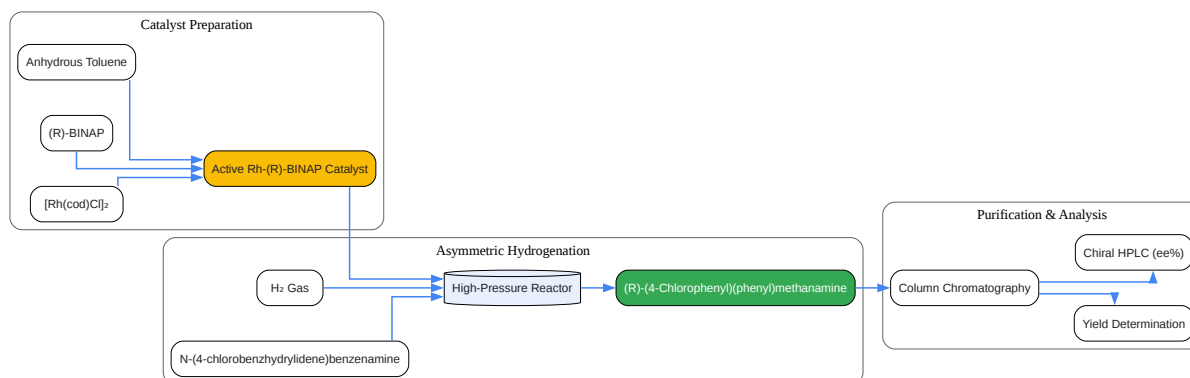 Catalyst Preparation
Anhydrous Toluene
(R)-BINAP
Active Rh-(R)-BINAP Catalyst
[Rh(cod)Cl]₂
Asymmetric Hydrogenation
H₂ Gas
High-Pressure Reactor
(R)-(4-Chlorophenyl)(phenyl)methanamine
N-(4-chlorobenzhydrylidene)benzenamine
Purification & Analysis
Chiral HPLC (ee%)
Column Chromatography
Yield Determination